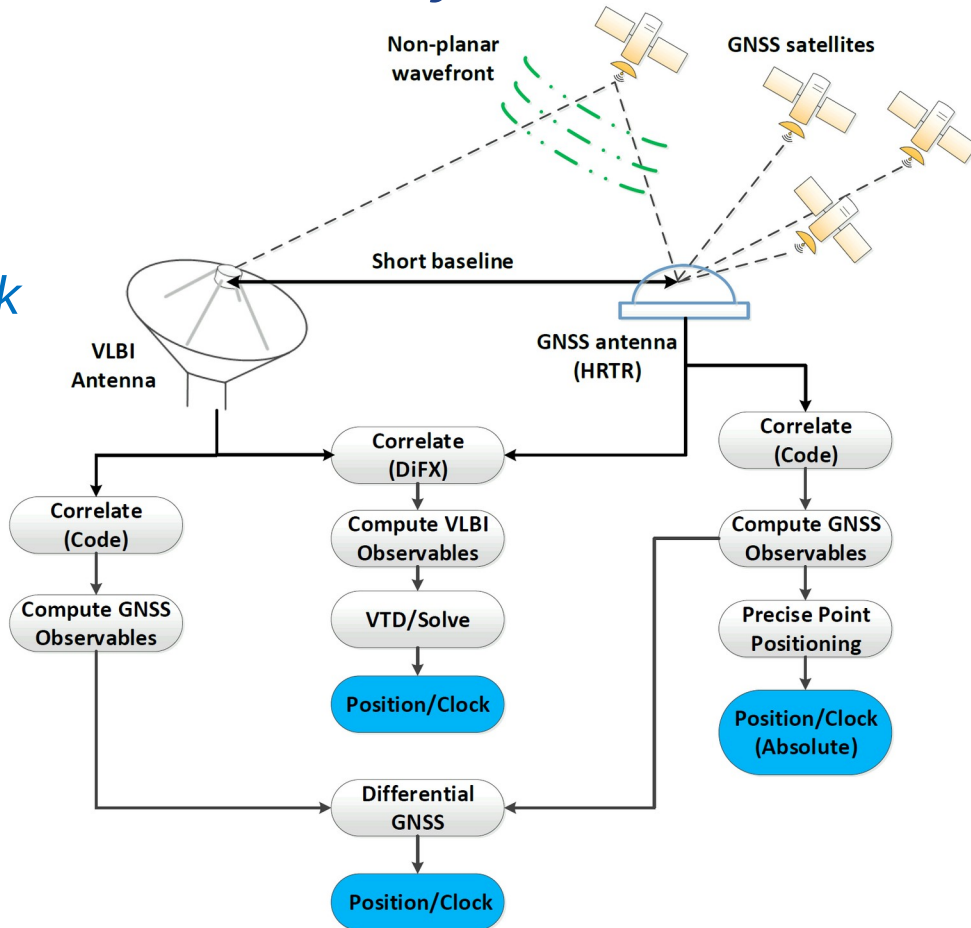 Non-planar
wavefront
GNSS satellites
Short baseline
k
VLBI
Antenna
GNSS antenna
(HRTR)
Correlate
(DiFX)
Correlate
(Code)
Correlate
(Code)
Compute VLBI
Observables
Compute GNSS
Observables
Compute GNSS
Observables
VTD/Solve
Precise Point
Positioning
Position/Clock
Position/Clock
(Absolute)
Differential
GNSS
Position/Clock